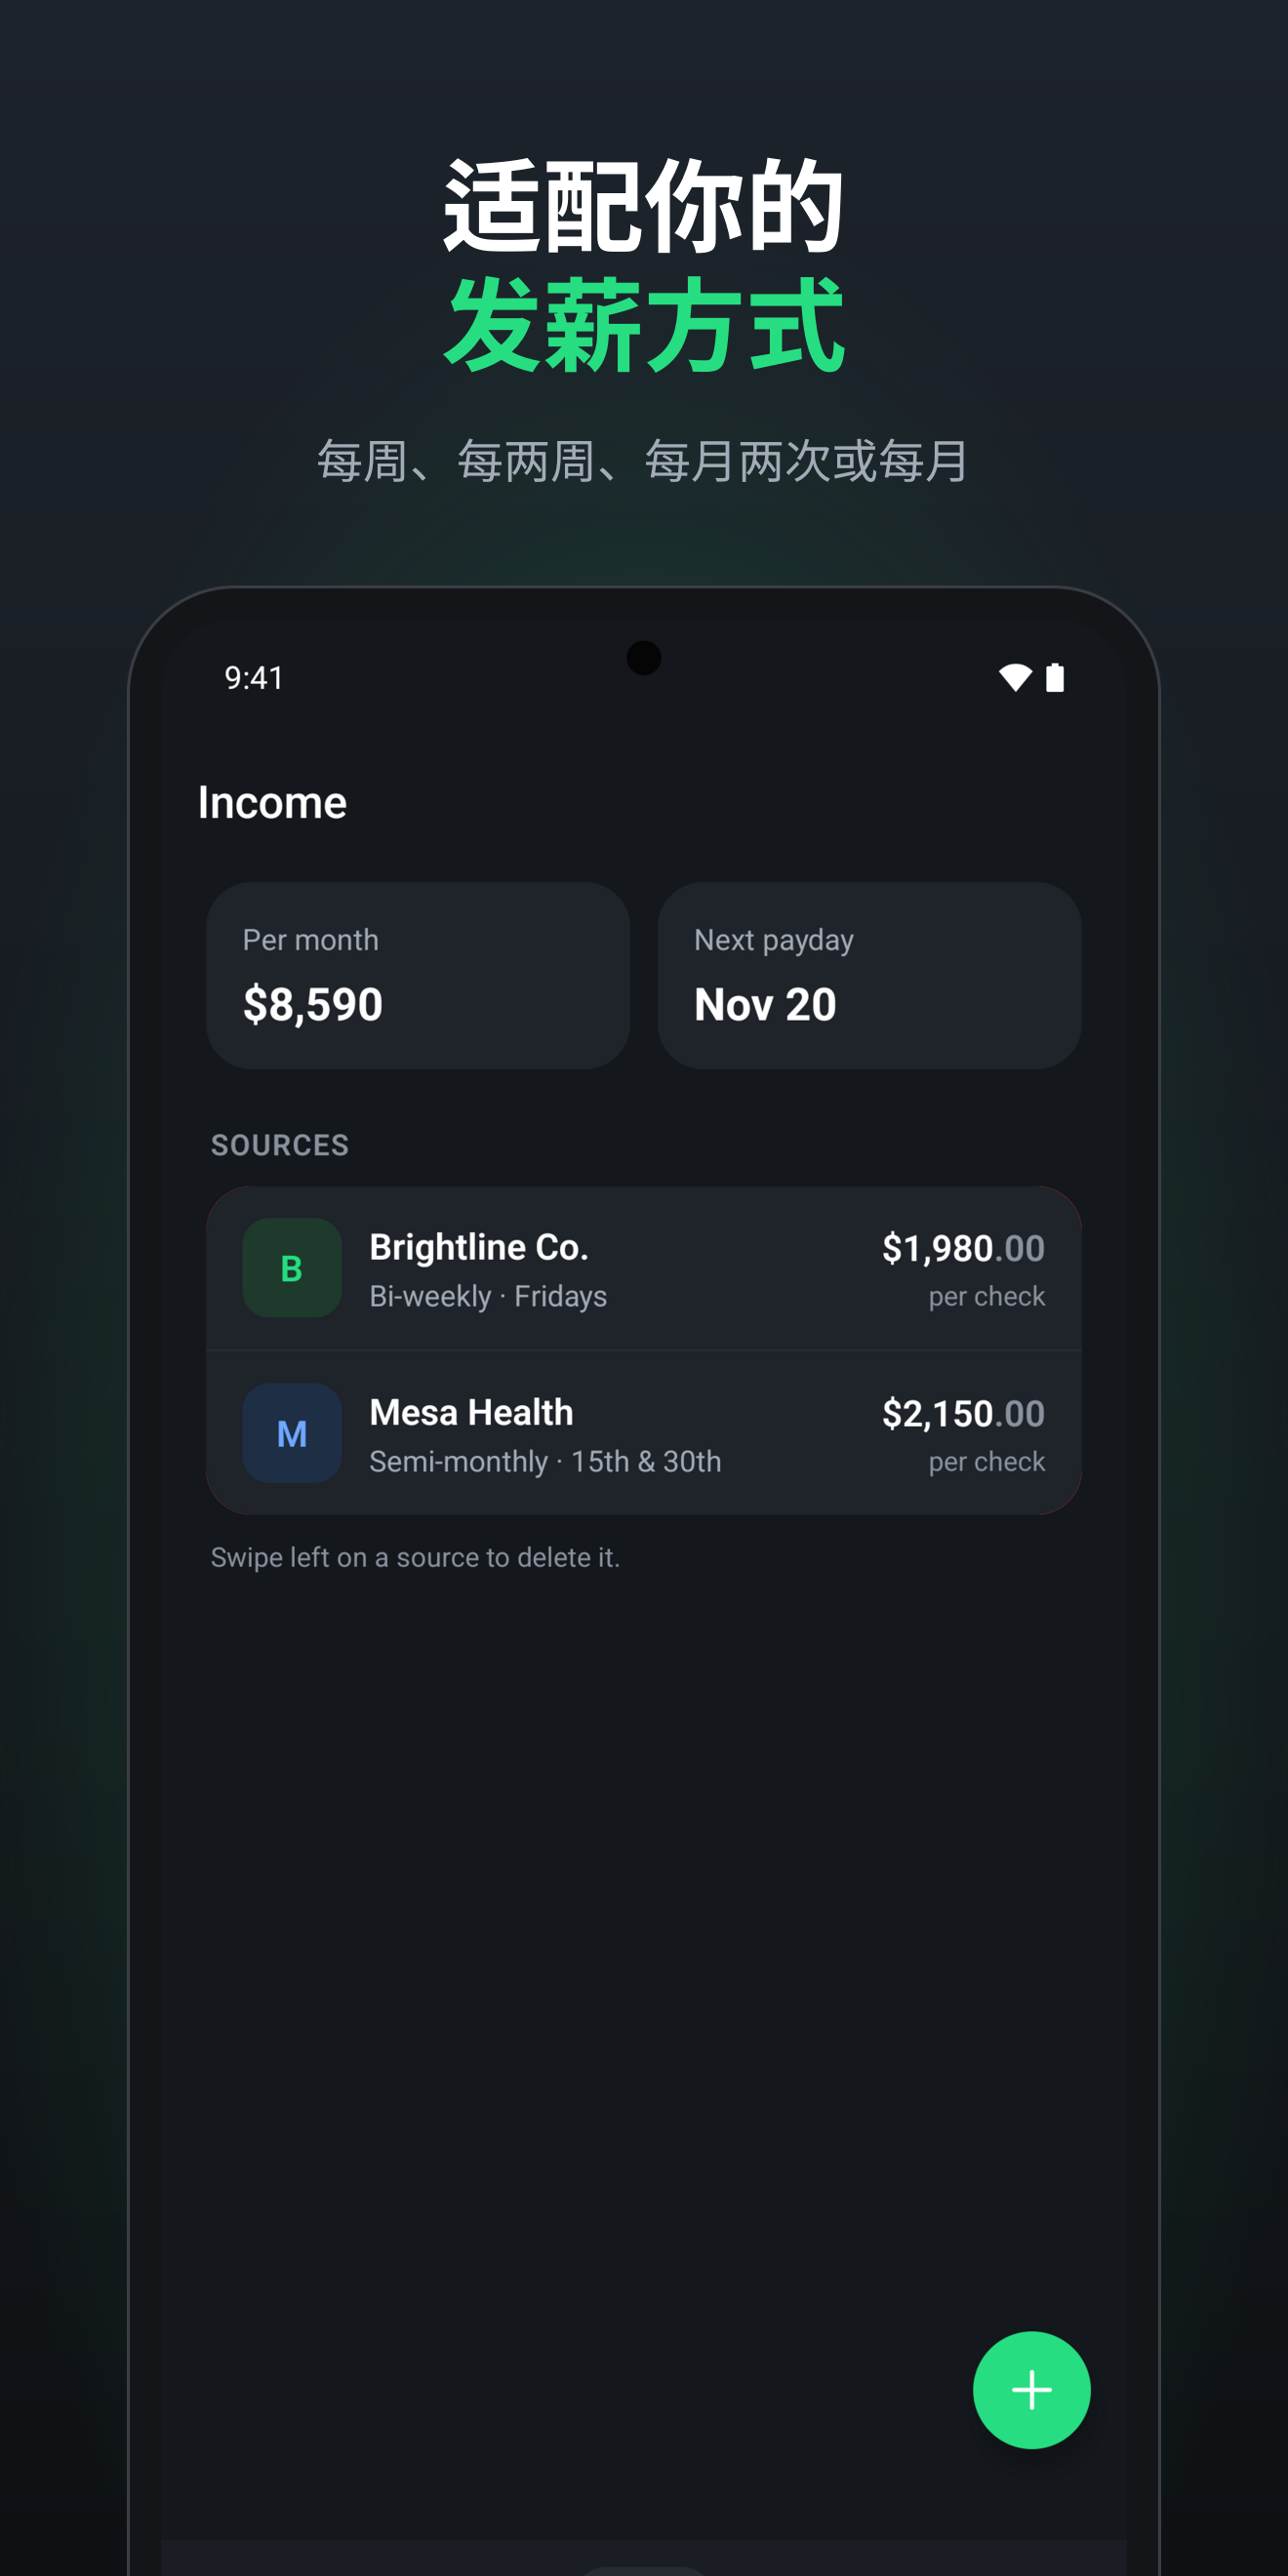 适配你的
发薪方式
每周、每两周、每月两次或每月
9:41
Income
Per month
$8,590
Next payday
Nov 20
SOURCES
B
Brightline Co.
Bi-weekly · Fridays
$1,980.00
per check
M
Mesa Health
Semi-monthly · 15th & 30th
$2,150.00
per check
Swipe left on a source to delete it.